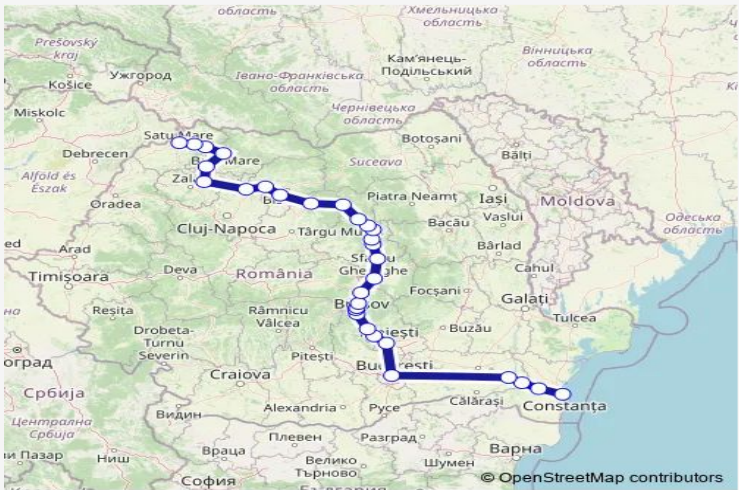 область
Хмельницька
область
Prešovský
kraj
Кам'янець-
Подільський
Вінницька
область
Košice
Ужгород
Івано-Франківська
область
Miskolc
Чернівецька
область
Satu Mare
Botoșani
Debrecen
Mare
Suceava
Bălți
Alföld és
Észak
Oradea
Piatra Neamț
Iași
Moldova
Cluj-Napoca
Târgu Mu
Bacău
Vaslui
Одеська
область
Arad
Bârlad
Timișoara
Deva
România
Cahul
Focșani
Reșița
Râmnicu
Vâlcea
Galați
Tulcea
Drobeta-
Turnu
Severin
Buzău
Pitești
Craiova
Србија
Alexandria
Русе
Călărași
Constanța
Видин
Централна
Србија
Плевен
Разград
Варна
Ниш
Враца
Велико
Търново
Шумен
София
© OpenStreetMap contributors